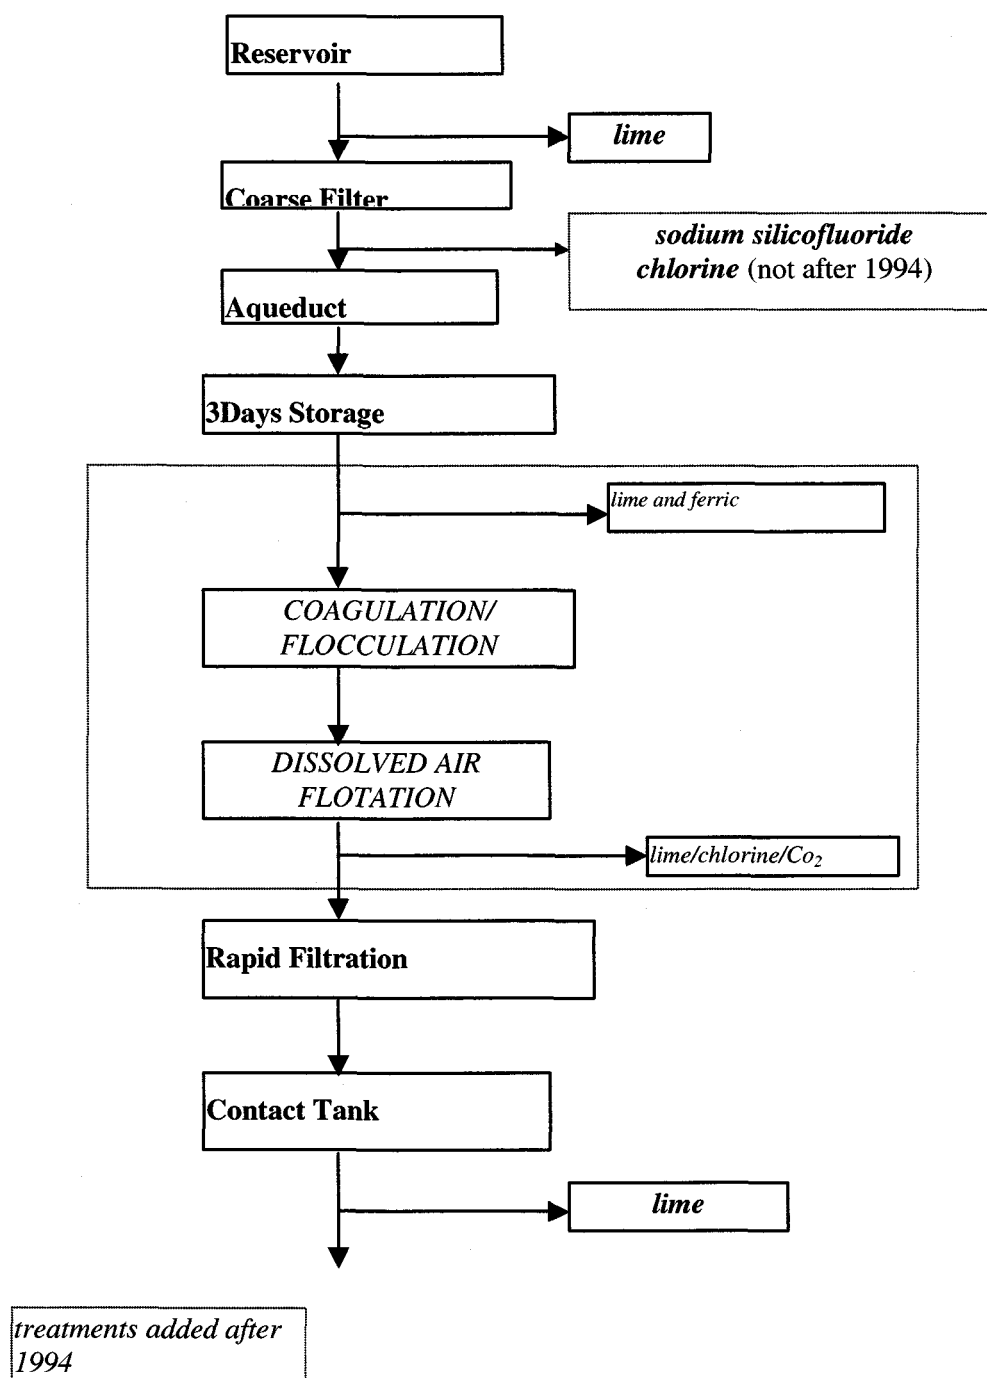 Reservoir
lime
Coarse Filter
sodium silicofluoride
chlorine (not after 1994)
Aqueduct
3Days Storage
lime and ferric
COAGULATION/
FLOCCULATION
DISSOLVED AIR
FLOTATION
lime/chlorine/Co₂
Rapid Filtration
Contact Tank
lime
treatments added after
1994